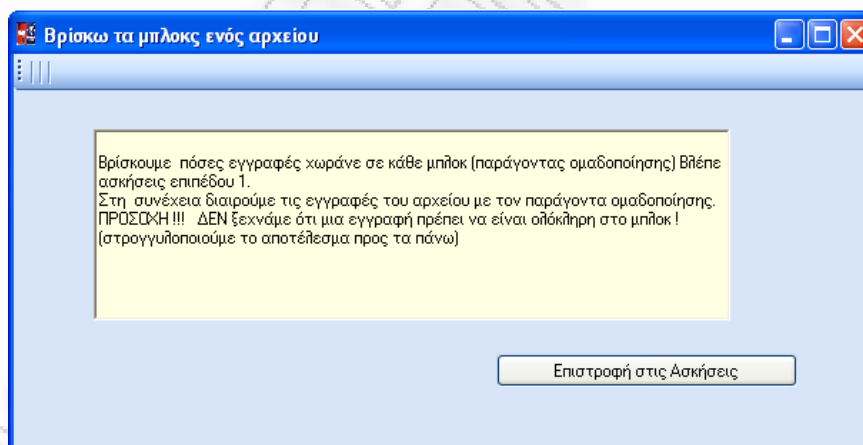 Βρίσκω τα μπλοκς ενός αρχείου
Βρίσκουμε πόσες εγγραφές χωράνε σε κάθε μπλοκ (παράγοντας ομαδοποίησης) Βλέπε
ασκήσεις επιπέδου 1.
Στη συνέχεια διαιρούμε τις εγγραφές του αρχείου με τον παράγοντα ομαδοποίησης.
ΠΡΟΣΟΧΗ !!! ΔΕΝ ξεχνάμε ότι μια εγγραφή πρέπει να είναι ολόκληρη στο μπλοκ !
(στρογγυλοποιούμε το αποτέλεσμα προς τα πάνω)
Επιστροφή στις Ασκήσεις